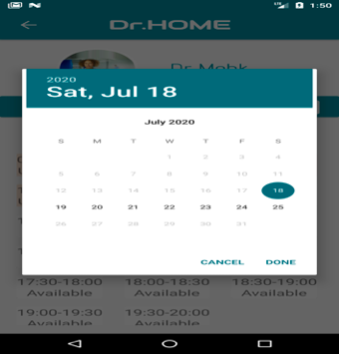 1:50
Dr.HOME
Dr Mohk
2020
Sat, Jul 18
July 2020
S M T W T F S
1 2 3 4
5 6 7 8 9 10 11
12 13 14 15 16 17 18
19 20 21 22 23 24 25
26 27 28 29 30 31
CANCEL DONE
17:30-18:00 18:00-18:30 18:30-19:00
Available Available Available
19:00-19:30 19:30-20:00
Available Available